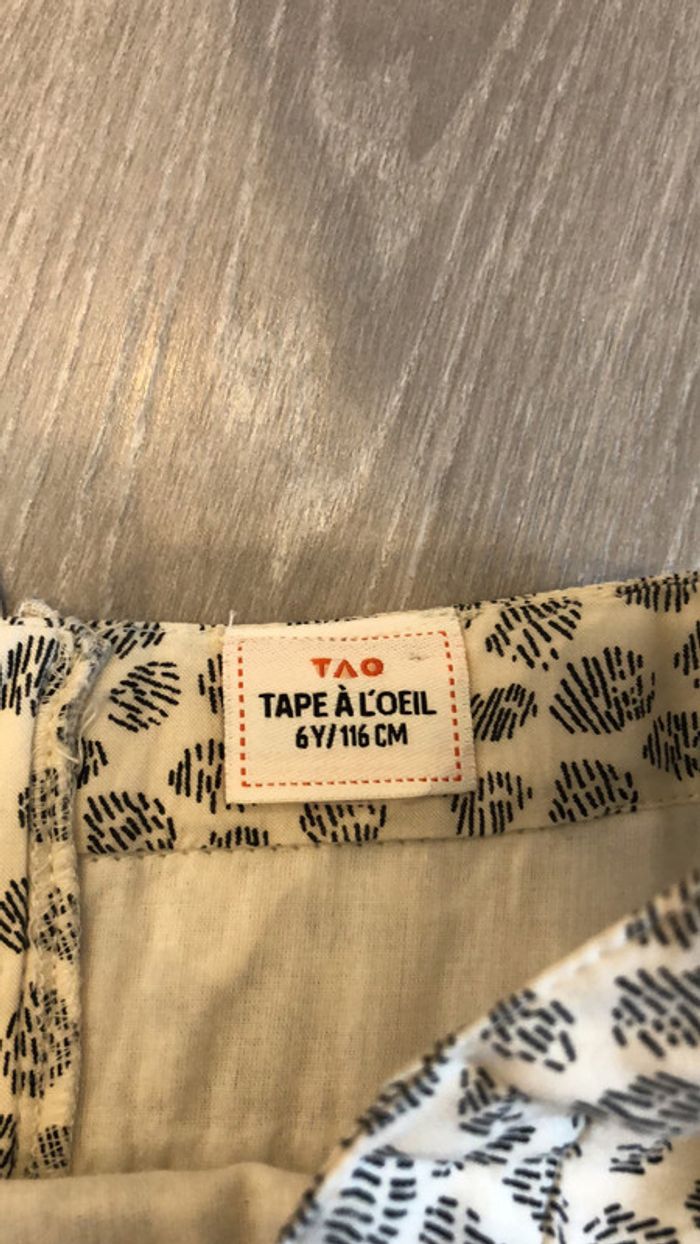 TAO
TAPE À L'OEIL
6Y/116 CM